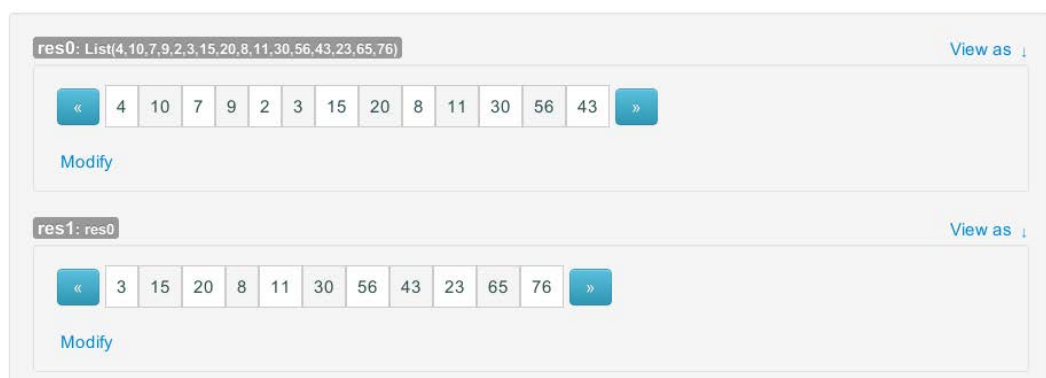 res0: List(4,10,7,9,2,3,15,20,8,11,30,56,43,23,65,76) View as ↓
« 4 10 7 9 2 3 15 20 8 11 30 56 43 »
Modify
res1: res0 View as ↓
« 3 15 20 8 11 30 56 43 23 65 76 »
Modify